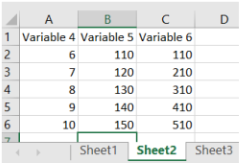 A B C D
1 Variable 4 Variable 5 Variable 6
2 6 110 110
3 7 120 210
4 8 130 310
5 9 140 410
6 10 150 510
7
Sheet1 Sheet2 Sheet3